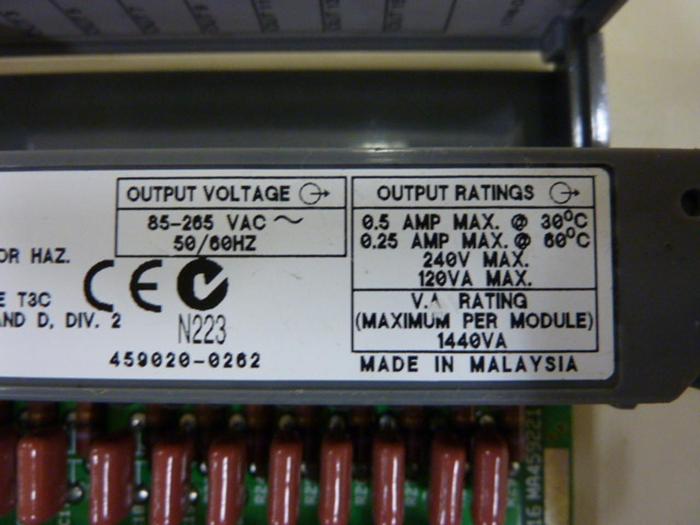 OUTPUT VOLTAGE
85-265 VAC ~
50/60HZ
OUTPUT RATINGS
0.5 AMP MAX. @ 30°C
0.25 AMP MAX. @ 60°C
240V MAX.
120VA MAX.
V.A RATING
(MAXIMUM PER MODULE)
1440VA
OR HAZ.
E T3C
AND D, DIV. 2
CE
N223
459020-0262
MADE IN MALAYSIA
16 MA459221